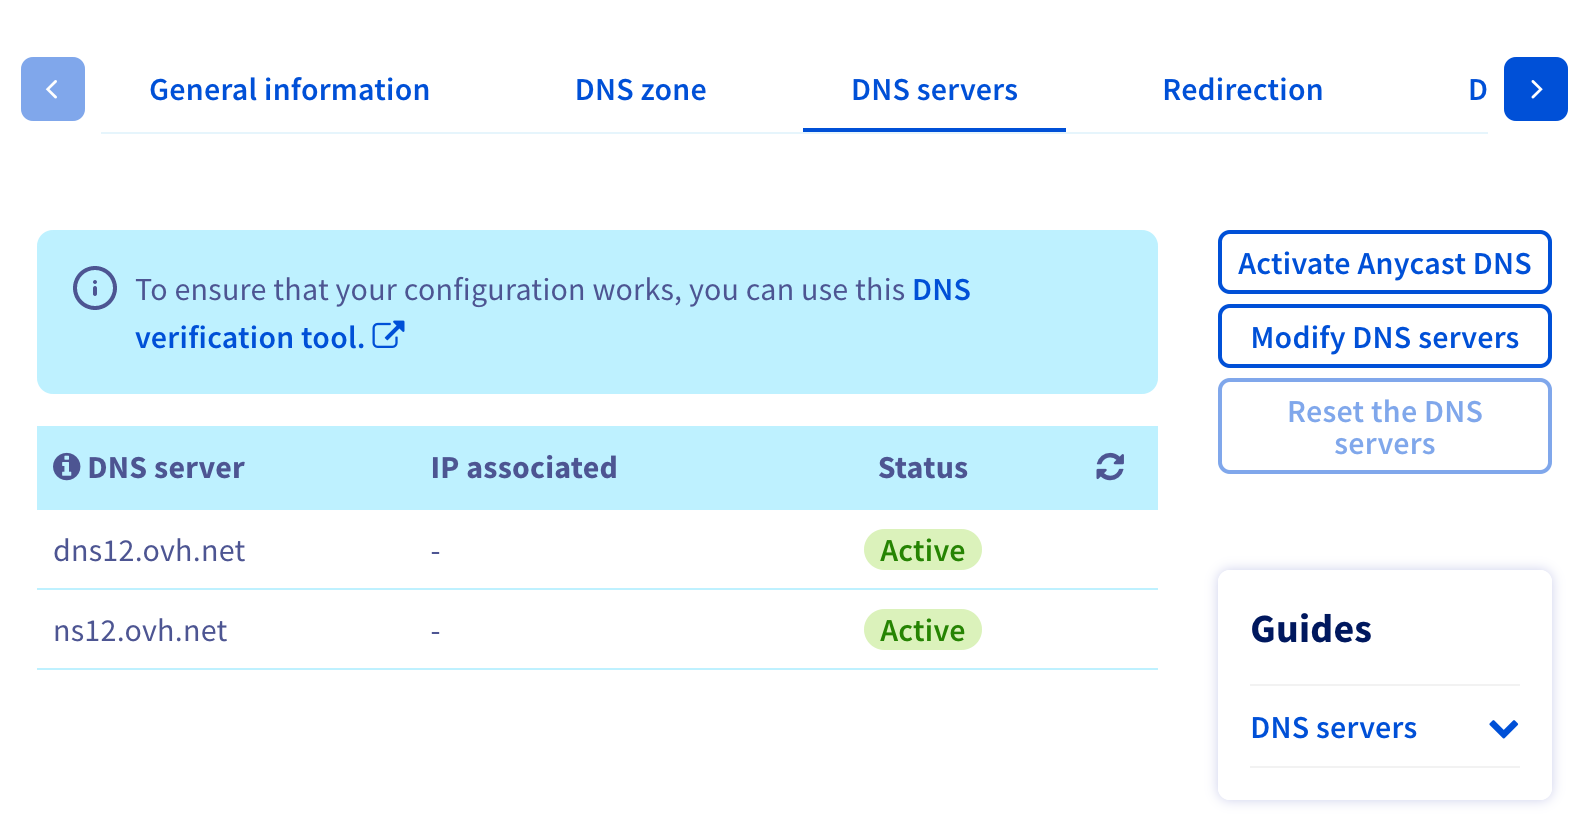 General information DNS zone DNS servers Redirection D
To ensure that your configuration works, you can use this DNS
verification tool.
Activate Anycast DNS
Modify DNS servers
Reset the DNS
servers
DNS server IP associated Status
dns12.ovh.net - Active
ns12.ovh.net - Active
Guides
DNS servers